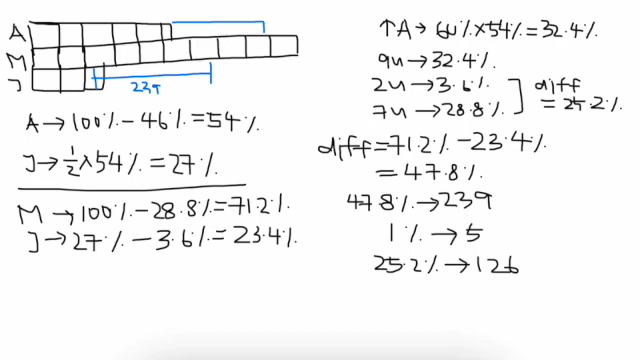 A
M
J
239
A → 100% - 46% = 54%
J → 1/2 × 54% = 27%
M → 100% - 28.8% = 71.2%
J → 27% - 3.6% = 23.4%
↑A → 60% × 54% = 32.4%
9u → 32.4%
2u → 3.6%
7u → 28.8%
diff
= 25.2%
diff = 71.2% - 23.4%
= 47.8%
47.8% → 239
1% → 5
25.2% → 126